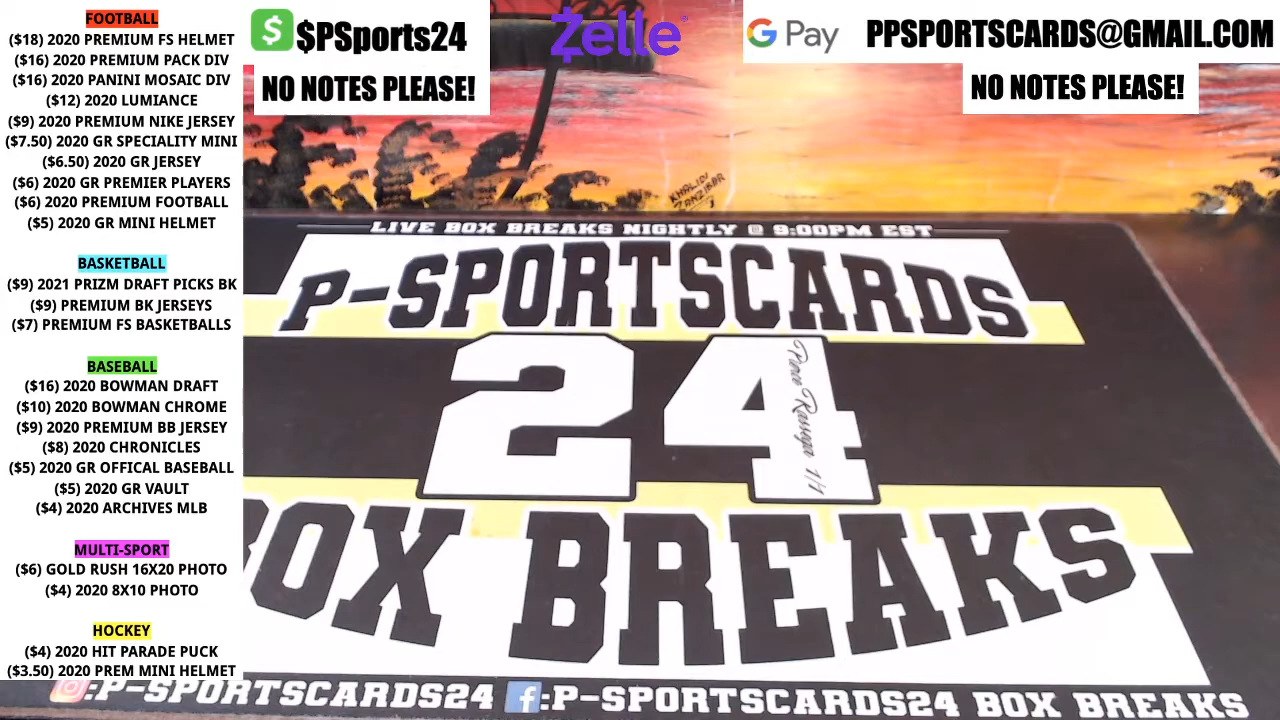 FOOTBALL
($18) 2020 PREMIUM FS HELMET
($16) 2020 PREMIUM PACK DIV
($16) 2020 PANINI MOSAIC DIV
($12) 2020 LUMIANCE
($9) 2020 PREMIUM NIKE JERSEY
($7.50) 2020 GR SPECIALITY MINI
($6.50) 2020 GR JERSEY
($6) 2020 GR PREMIER PLAYERS
($6) 2020 PREMIUM FOOTBALL
($5) 2020 GR MINI HELMET
BASKETBALL
($9) 2021 PRIZM DRAFT PICKS BK
($9) PREMIUM BK JERSEYS
($7) PREMIUM FS BASKETBALLS
BASEBALL
($16) 2020 BOWMAN DRAFT
($10) 2020 BOWMAN CHROME
($9) 2020 PREMIUM BB JERSEY
($8) 2020 CHRONICLES
($5) 2020 GR OFFICAL BASEBALL
($5) 2020 GR VAULT
($4) 2020 ARCHIVES MLB
MULTI-SPORT
($6) GOLD RUSH 16X20 PHOTO
($4) 2020 8X10 PHOTO
HOCKEY
($4) 2020 HIT PARADE PUCK
($3.50) 2020 PREM MINI HELMET
$PSports24
NO NOTES PLEASE!
Zelle®
G Pay
PPSPORTSCARDS@GMAIL.COM
NO NOTES PLEASE!
KHALIDI
ZANZIBAR
LIVE BOX BREAKS NIGHTLY @ 9:00PM EST
P-SPORTSCARDS
24
1/1
BOX BREAKS
:P-SPORTSCARDS24 f:P-SPORTSCARDS24 BOX BREAKS